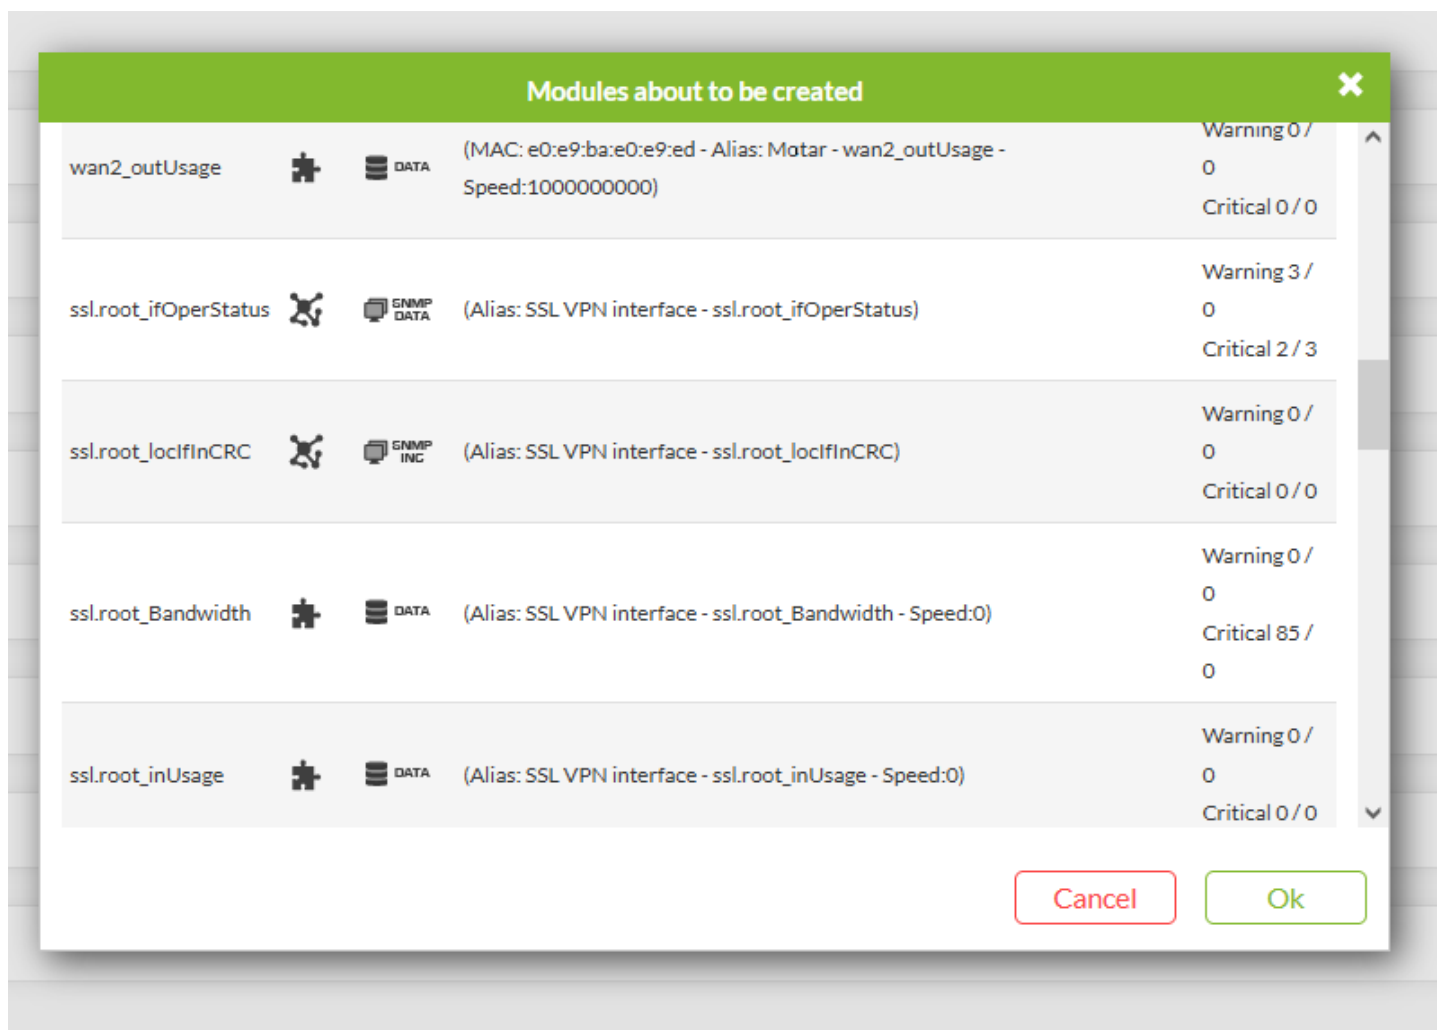 Modules about to be created
wan2_outUsage
DATA
(MAC: e0:e9:ba:e0:e9:ed - Alias: Matar - wan2_outUsage -
Speed:1000000000)
Warning 0 /
0
Critical 0 / 0
ssl.root_ifOperStatus
SNMP
DATA
(Alias: SSL VPN interface - ssl.root_ifOperStatus)
Warning 3 /
0
Critical 2 / 3
ssl.root_locIfInCRC
SNMP
INC
(Alias: SSL VPN interface - ssl.root_locIfInCRC)
Warning 0 /
0
Critical 0 / 0
ssl.root_Bandwidth
DATA
(Alias: SSL VPN interface - ssl.root_Bandwidth - Speed:0)
Warning 0 /
0
Critical 85 /
0
ssl.root_inUsage
DATA
(Alias: SSL VPN interface - ssl.root_inUsage - Speed:0)
Warning 0 /
0
Critical 0 / 0
Cancel
Ok